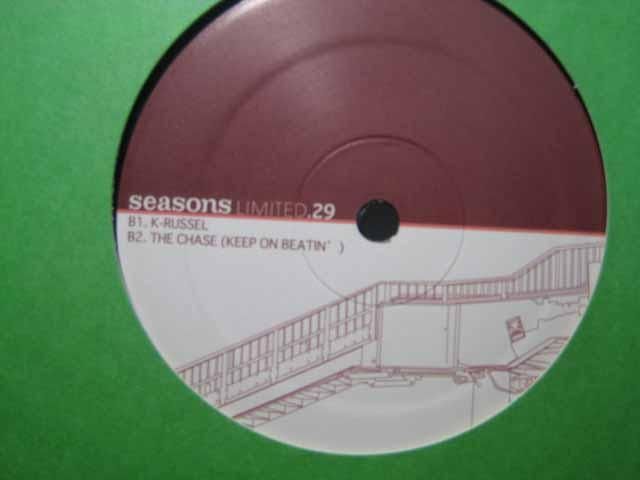 seasons LIMITED.29
B1. K-RUSSEL
B2. THE CHASE (KEEP ON BEATIN' )